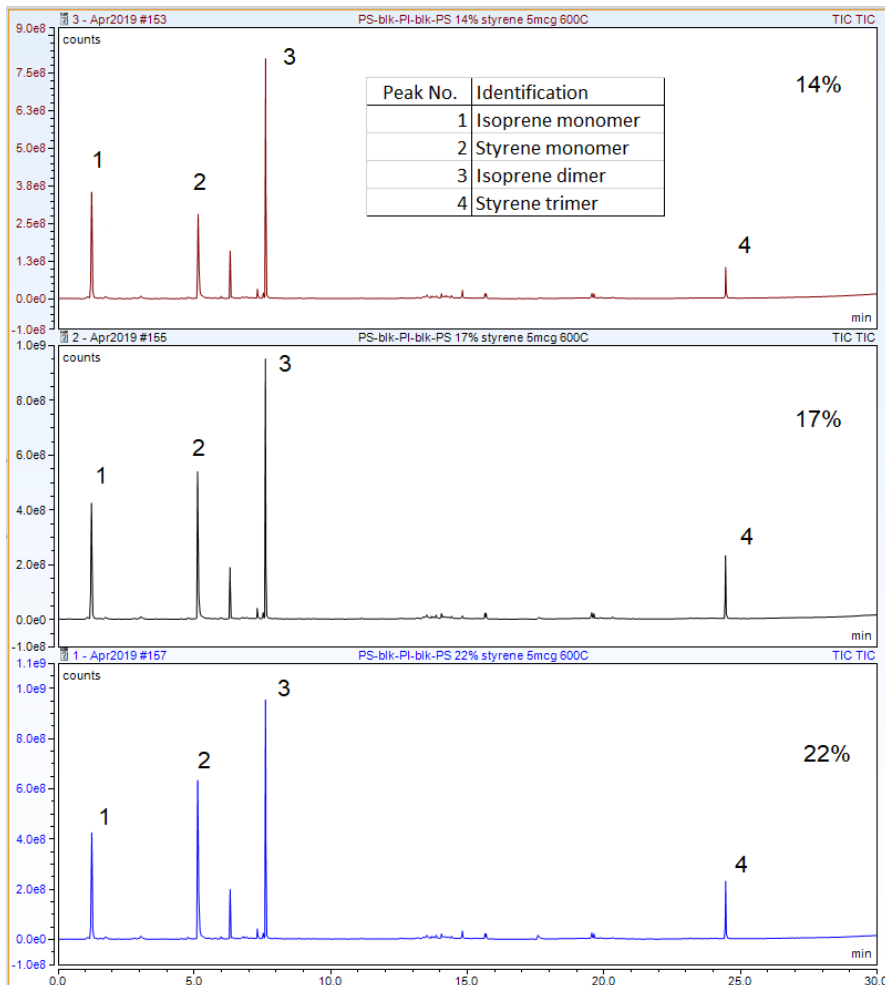 3 - Apr2019 #153 PS-blk-PI-blk-PS 14% styrene 5mcg 600C TIC TIC
9.0e8
counts
7.5e8
6.3e8
5.0e8
3.8e8
2.5e8
1.3e8
0.0e0
-1.0e8
1
2
3
4
14%
Peak No. Identification
1 Isoprene monomer
2 Styrene monomer
3 Isoprene dimer
4 Styrene trimer
min
2 - Apr2019 #155 PS-blk-PI-blk-PS 17% styrene 5mcg 600C TIC TIC
1.0e9
counts
8.0e8
6.0e8
4.0e8
2.0e8
0.0e0
-1.0e8
1
2
3
4
17%
min
1 - Apr2019 #157 PS-blk-PI-blk-PS 22% styrene 5mcg 600C TIC TIC
1.1e9
counts
1.0e9
8.0e8
6.0e8
4.0e8
2.0e8
0.0e0
-1.0e8
1
2
3
4
22%
min
0.0 5.0 10.0 15.0 20.0 25.0 30.0